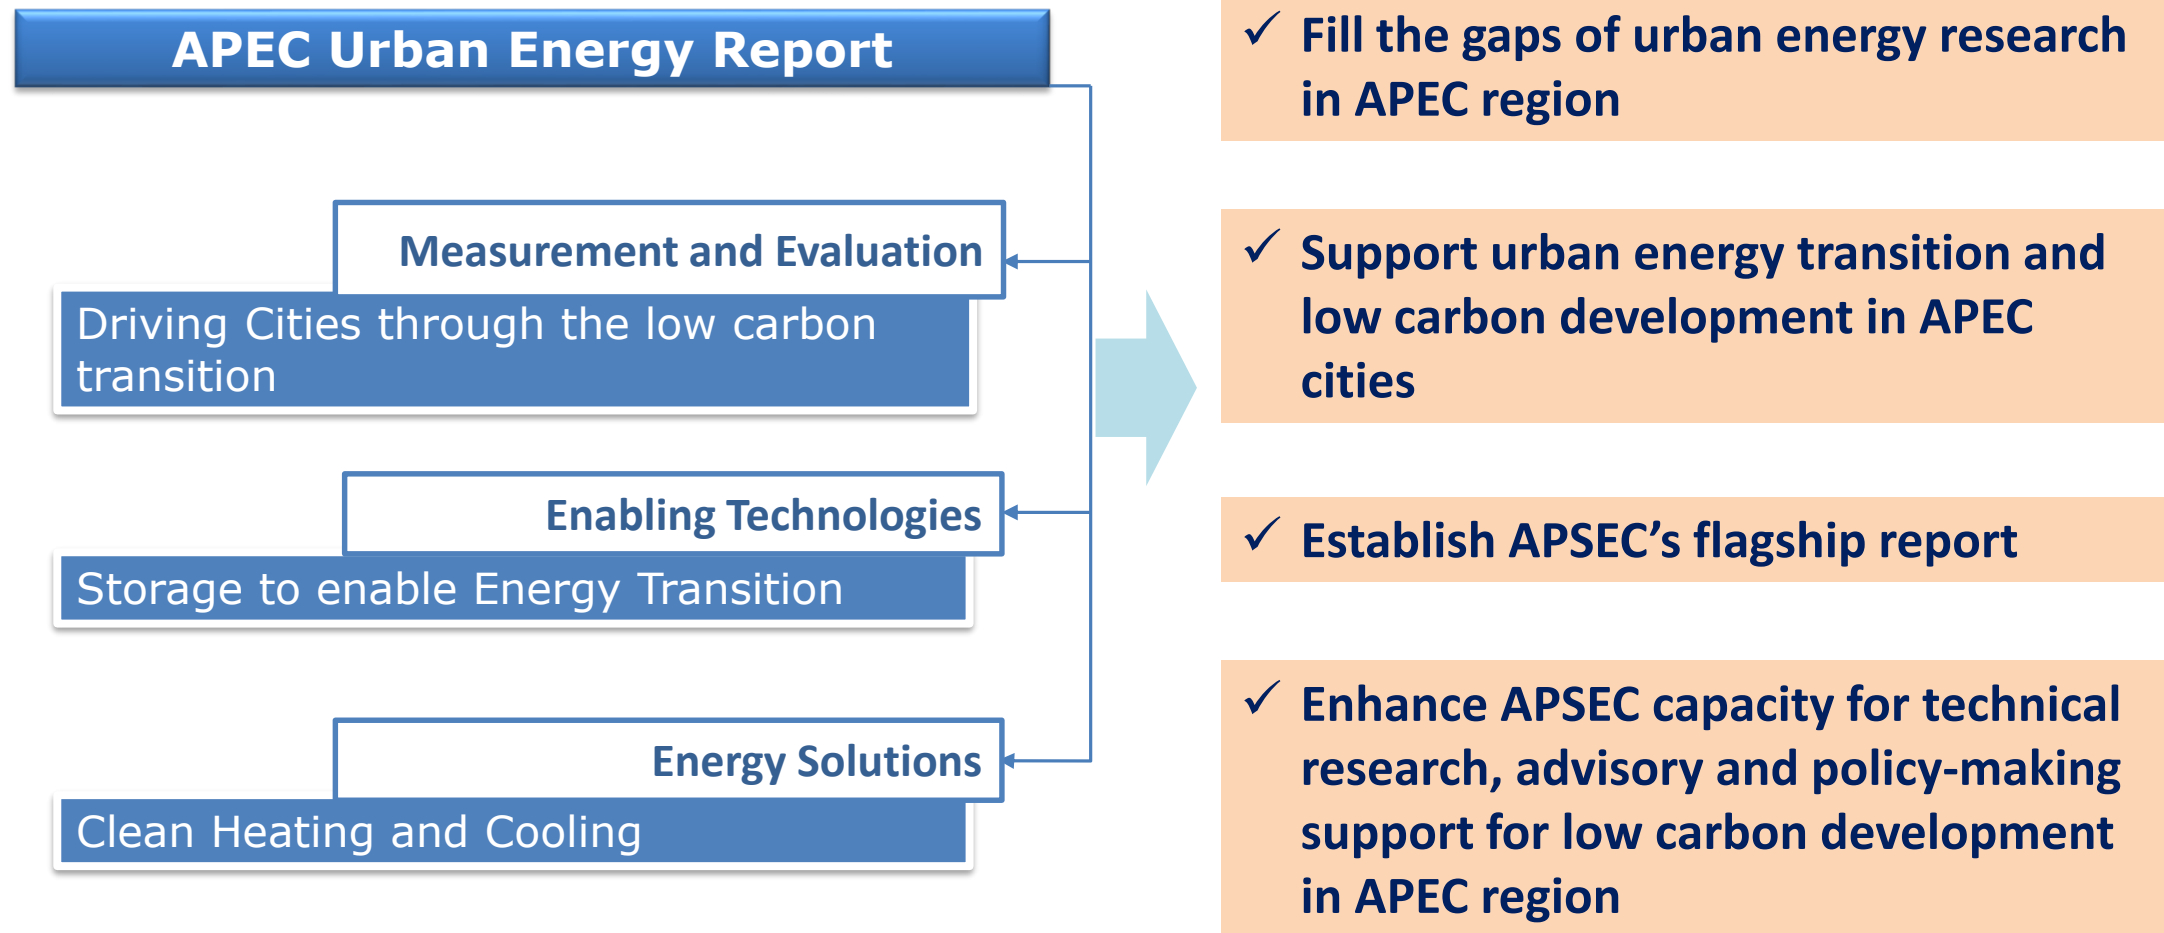 APEC Urban Energy Report
Measurement and Evaluation
Driving Cities through the low carbon
transition
Enabling Technologies
Storage to enable Energy Transition
Energy Solutions
Clean Heating and Cooling
✓ Fill the gaps of urban energy research
in APEC region
✓ Support urban energy transition and
low carbon development in APEC
cities
✓ Establish APSEC’s flagship report
✓ Enhance APSEC capacity for technical
research, advisory and policy-making
support for low carbon development
in APEC region